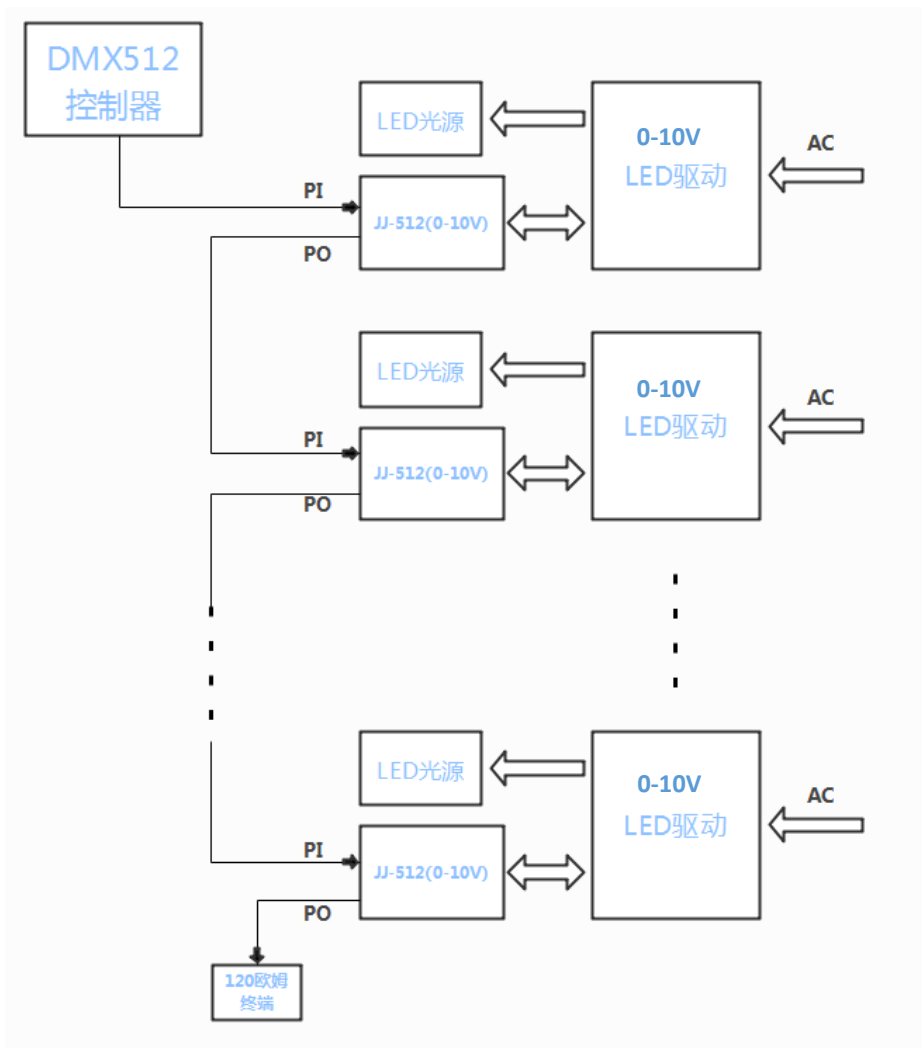 DMX512
控制器
LED光源
0-10V
LED驱动
AC
PI
JJ-512(0-10V)
PO
LED光源
0-10V
LED驱动
AC
PI
JJ-512(0-10V)
PO
LED光源
0-10V
LED驱动
AC
PI
JJ-512(0-10V)
PO
120欧姆
终端